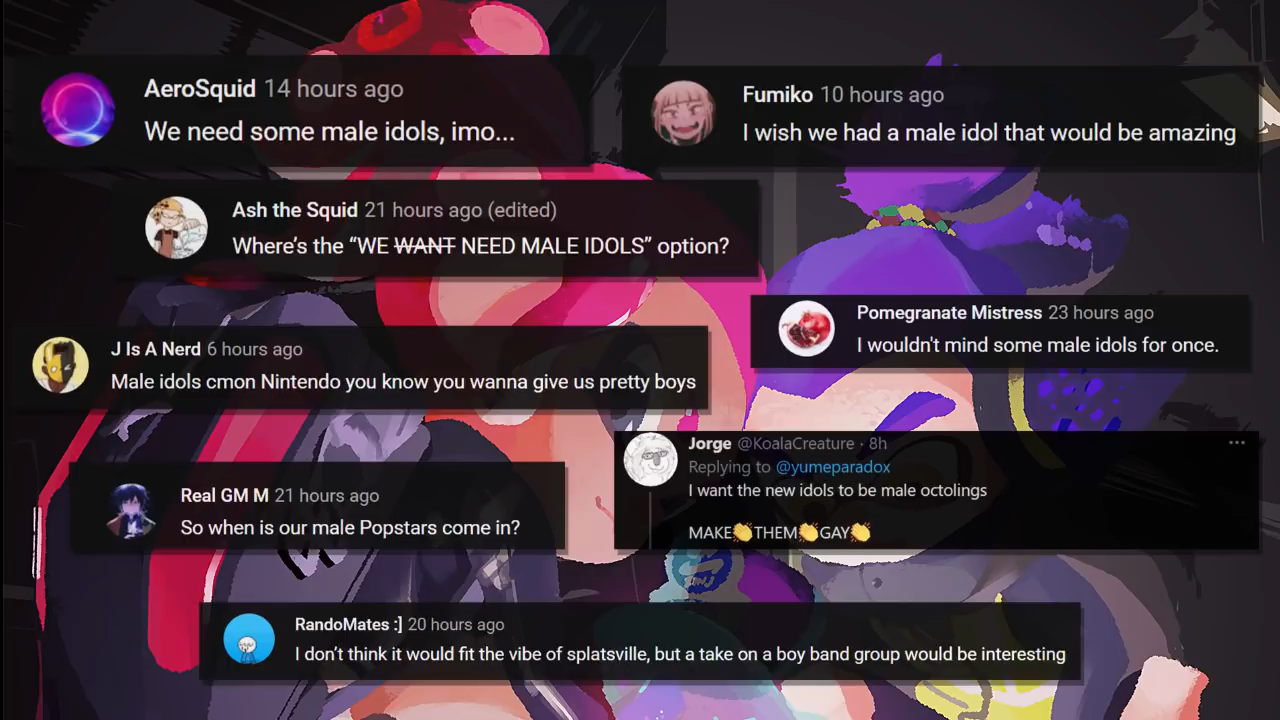 AeroSquid 14 hours ago
We need some male idols, imo...
Fumiko 10 hours ago
I wish we had a male idol that would be amazing
Ash the Squid 21 hours ago (edited)
Where's the “WE WANT NEED MALE IDOLS” option?
Pomegranate Mistress 23 hours ago
I wouldn't mind some male idols for once.
J Is A Nerd 6 hours ago
Male idols cmon Nintendo you know you wanna give us pretty boys
Jorge @KoalaCreature · 8h
Replying to @yumeparadox
I want the new idols to be male octolings
MAKE👏THEM👏GAY👏
Real GM M 21 hours ago
So when is our male Popstars come in?
RandoMates :] 20 hours ago
I don't think it would fit the vibe of splatsville, but a take on a boy band group would be interesting